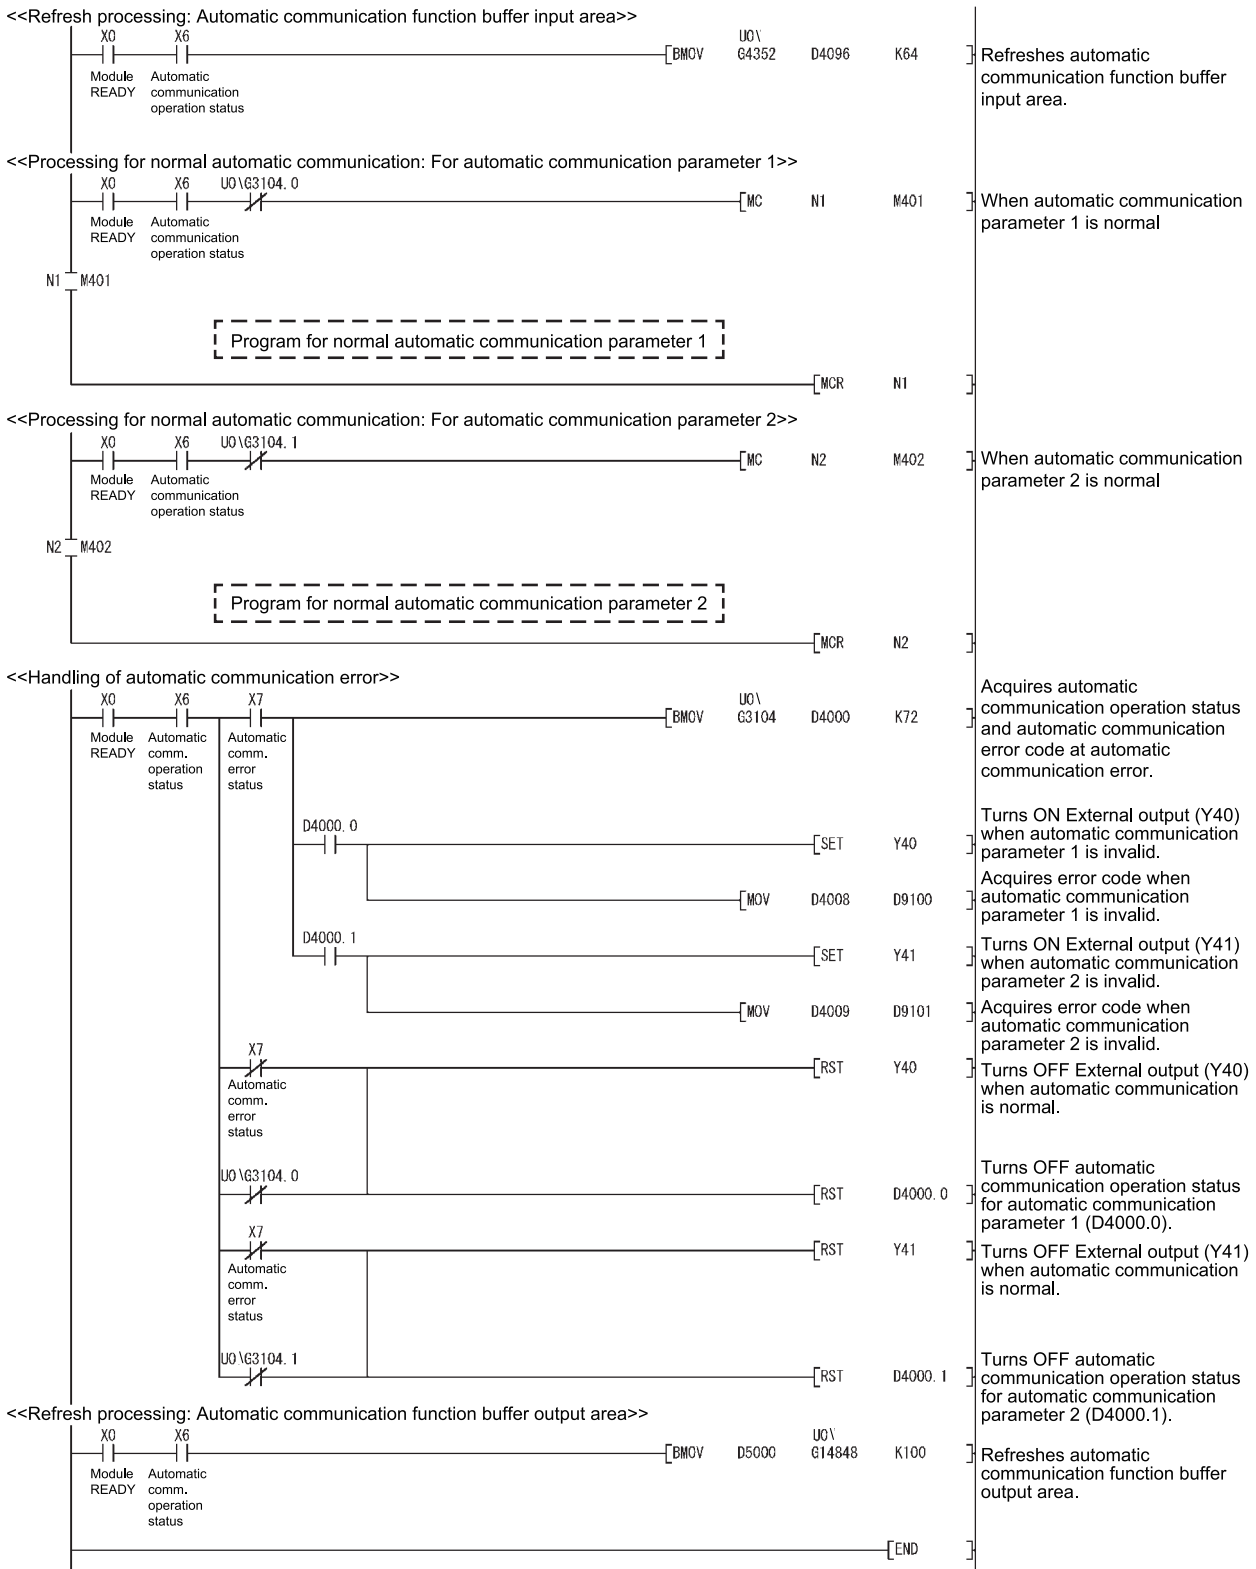 <<Refresh processing: Automatic communication function buffer input area>>
X0 X6 U0\
BMOV G4352 D4096 K64
Module READY
Automatic communication operation status
Refreshes automatic
communication function buffer
input area.
<<Processing for normal automatic communication: For automatic communication parameter 1>>
X0 X6 U0\G3104.0
MC N1 M401
Module READY
Automatic communication operation status
When automatic communication
parameter 1 is normal
N1 M401
Program for normal automatic communication parameter 1
MCR N1
<<Processing for normal automatic communication: For automatic communication parameter 2>>
X0 X6 U0\G3104.1
MC N2 M402
Module READY
Automatic communication operation status
When automatic communication
parameter 2 is normal
N2 M402
Program for normal automatic communication parameter 2
MCR N2
<<Handling of automatic communication error>>
X0 X6 X7 U0\
BMOV G3104 D4000 K72
Module READY
Automatic comm. operation status
Automatic comm. error status
Acquires automatic
communication operation status
and automatic communication
error code at automatic
communication error.
D4000.0
SET Y40
Turns ON External output (Y40)
when automatic communication
parameter 1 is invalid.
MOV D4008 D9100
Acquires error code when
automatic communication
parameter 1 is invalid.
D4000.1
SET Y41
Turns ON External output (Y41)
when automatic communication
parameter 2 is invalid.
MOV D4009 D9101
Acquires error code when
automatic communication
parameter 2 is invalid.
X7
RST Y40
Automatic comm. error status
Turns OFF External output (Y40)
when automatic communication
is normal.
U0\G3104.0
RST D4000.0
Turns OFF automatic
communication operation status
for automatic communication
parameter 1 (D4000.0).
X7
RST Y41
Automatic comm. error status
Turns OFF External output (Y41)
when automatic communication
is normal.
U0\G3104.1
RST D4000.1
Turns OFF automatic
communication operation status
for automatic communication
parameter 2 (D4000.1).
<<Refresh processing: Automatic communication function buffer output area>>
X0 X6 U0\
BMOV D5000 G14848 K100
Module READY
Automatic comm. operation status
Refreshes automatic
communication function buffer
output area.
END